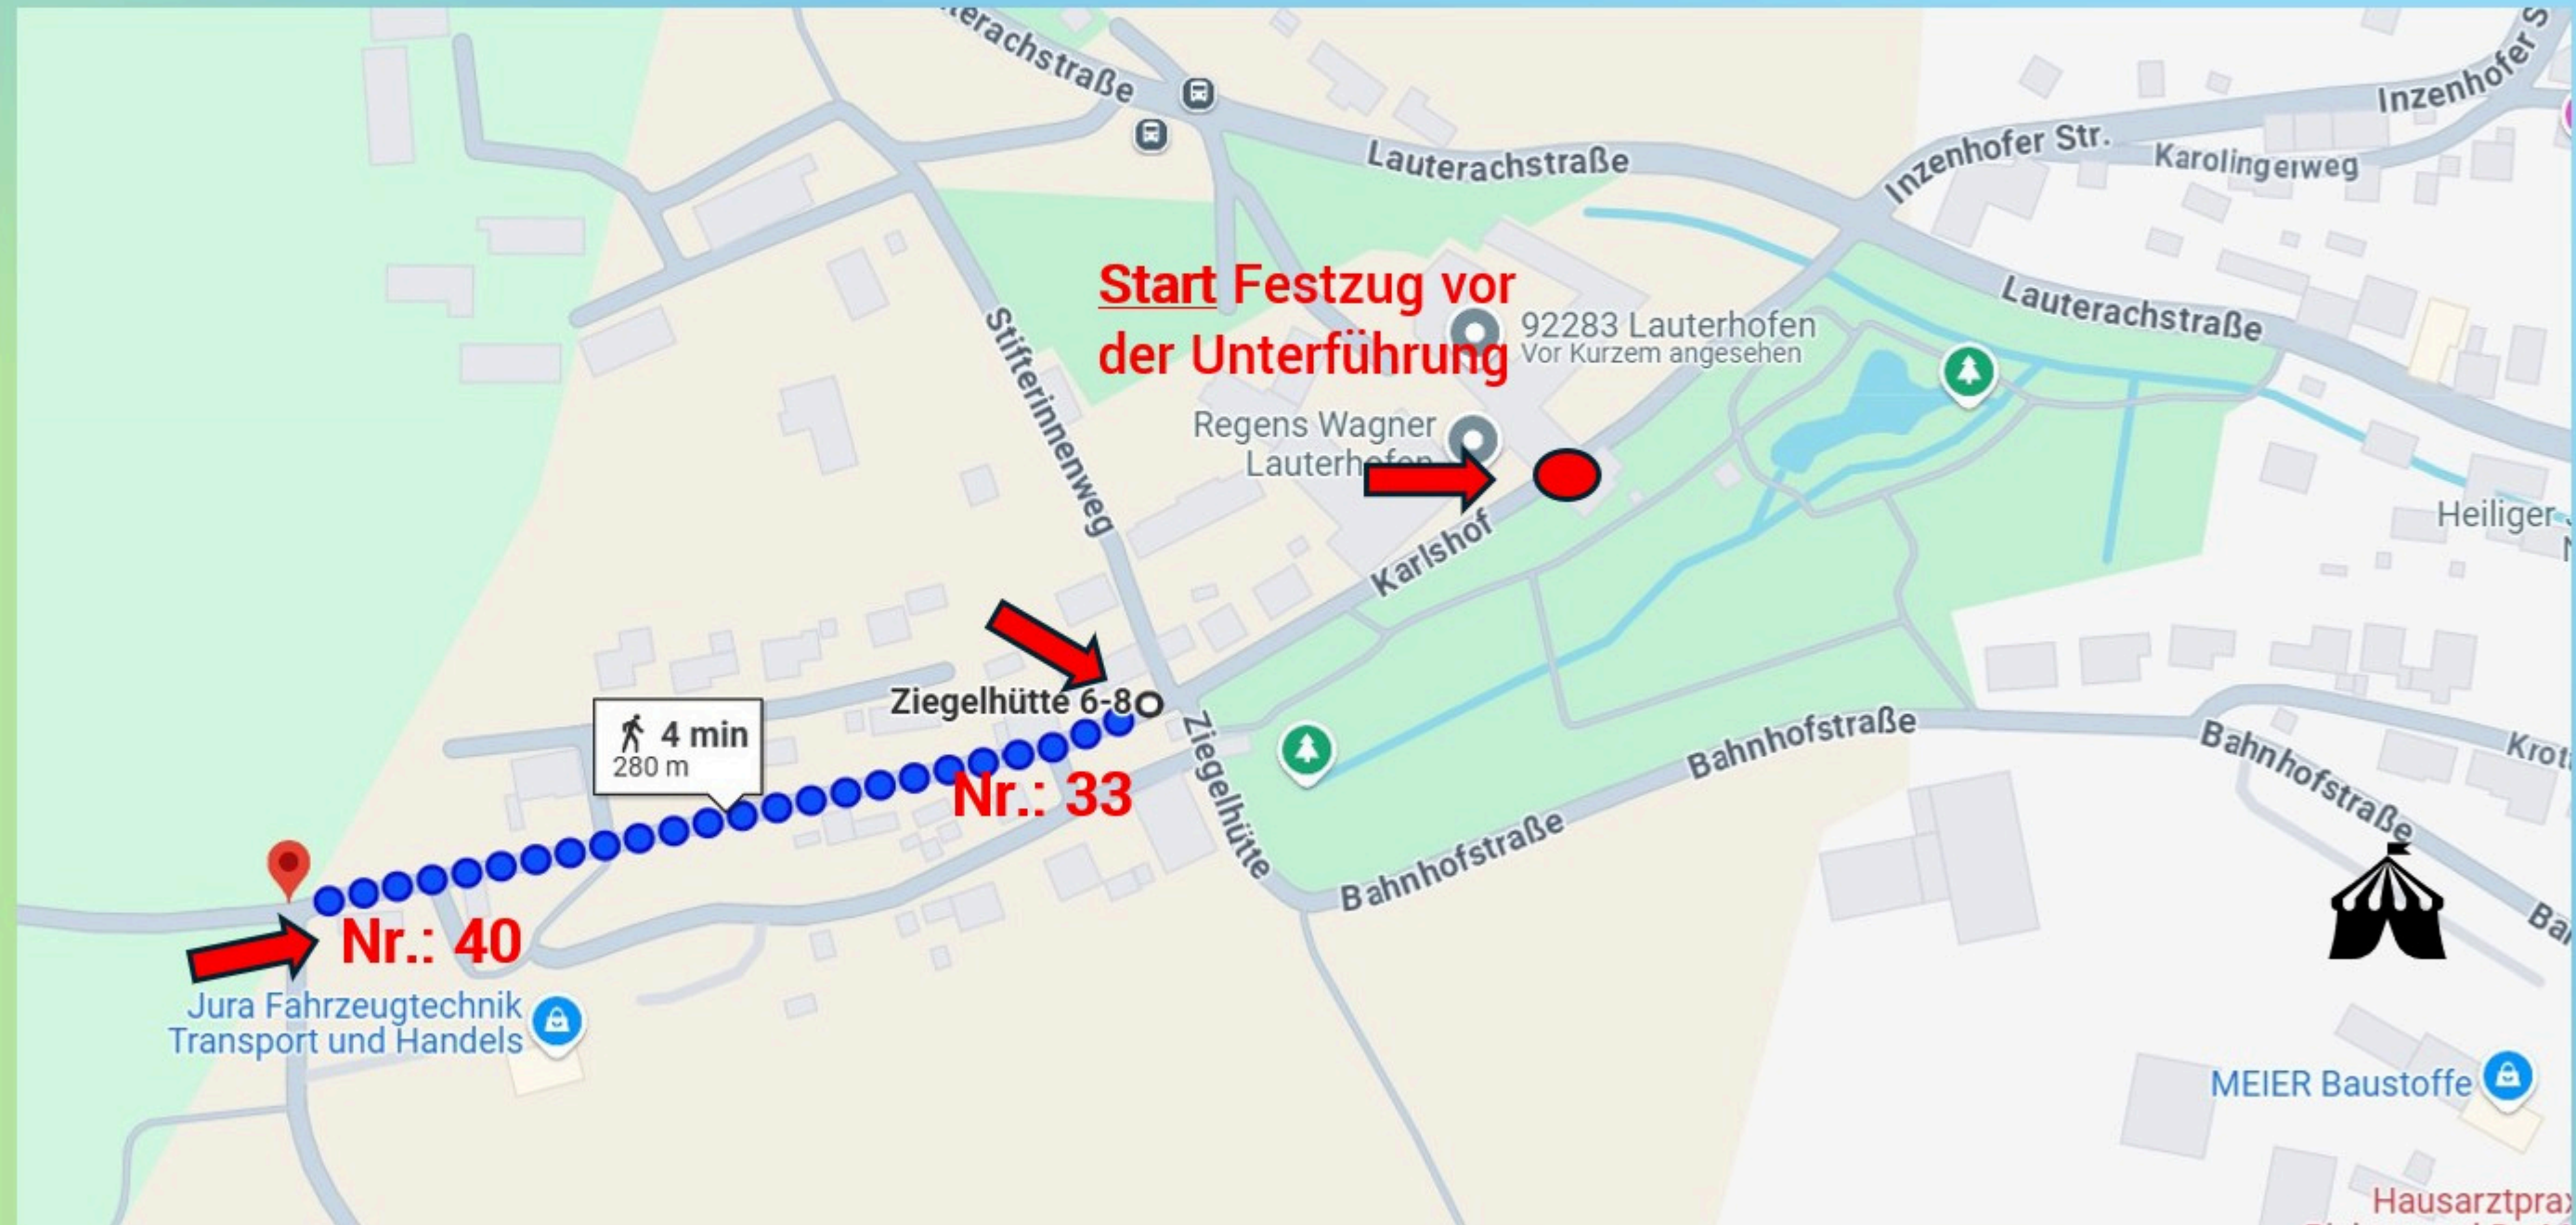 Lauterachstraße
Inzenhofer Str.
Inzenhofer
Karolingerweg
Lauterachstraße
Start Festzug vor
der Unterführung
92283 Lauterhofen
Vor Kurzem angesehen
Lauterachstraße
Stifterinnenweg
Regens Wagner
Lauterhofen
Heiliger
Karlshof
Ziegelhütte 6-8
4 min
280 m
Ziegelhütte
Nr.: 33
Bahnhofstraße
Bahnhofstraße
Bahnhofstraße
Nr.: 40
Jura Fahrzeugtechnik
Transport und Handels
MEIER Baustoffe